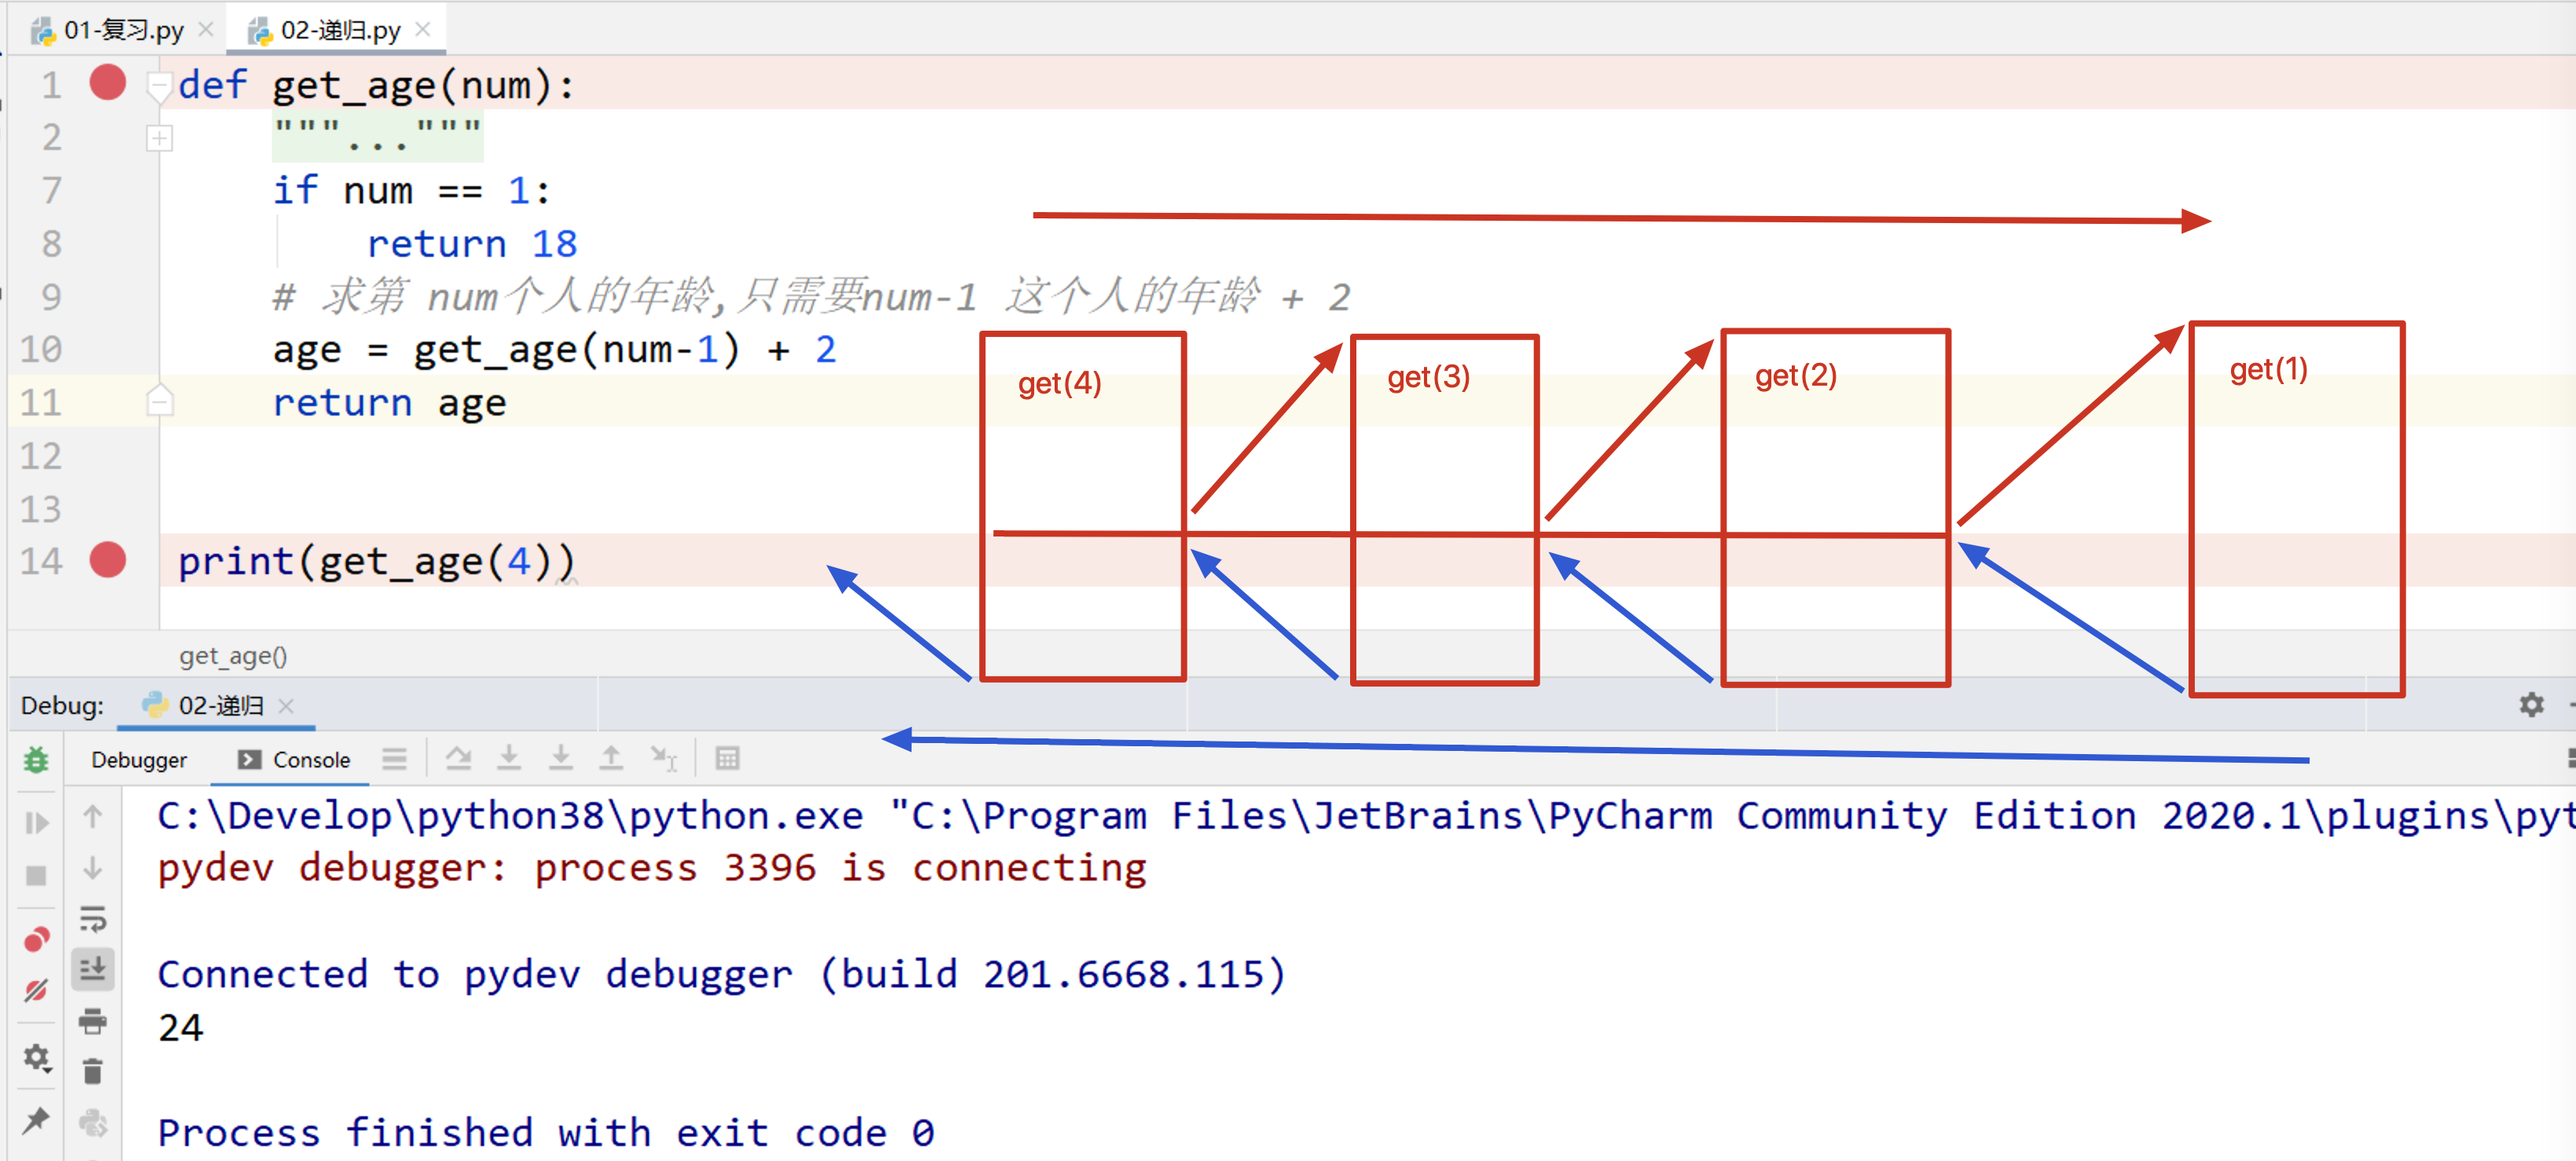 01-复习.py 02-递归.py
1 def get_age(num):
2 """..."""
7 if num == 1:
8 return 18
9 # 求第 num个人的年龄,只需要num-1 这个人的年龄 + 2
10 age = get_age(num-1) + 2
11 return age
12
13
14 print(get_age(4))
get(4) get(3) get(2) get(1)
get_age()
Debug: 02-递归
Debugger Console
C:\Develop\python38\python.exe "C:\Program Files\JetBrains\PyCharm Community Edition 2020.1\plugins\pyt
pydev debugger: process 3396 is connecting
Connected to pydev debugger (build 201.6668.115)
24
Process finished with exit code 0